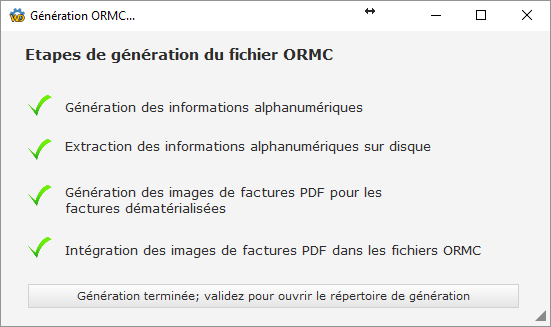 Génération ORMC...
Etapes de génération du fichier ORMC
Génération des informations alphanumériques
Extraction des informations alphanumériques sur disque
Génération des images de factures PDF pour les
factures dématérialisées
Intégration des images de factures PDF dans les fichiers ORMC
Génération terminée; validez pour ouvrir le répertoire de génération